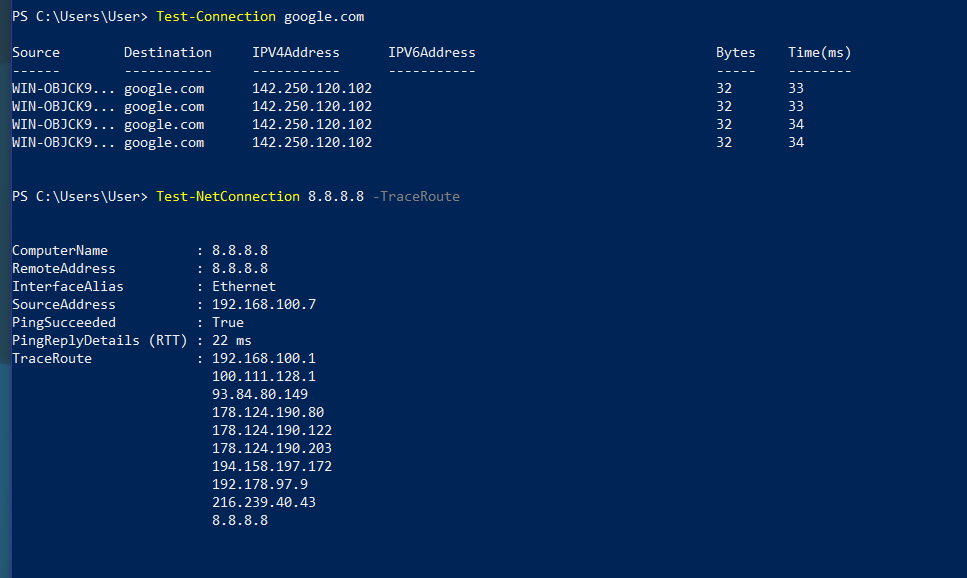 PS C:\Users\User> Test-Connection google.com
Source        Destination     IPV4Address      IPV6Address                              Bytes    Time(ms)
------        -----------     -----------      -----------                              -----    --------
WIN-OBJCK9... google.com      142.250.120.102                                           32       33
WIN-OBJCK9... google.com      142.250.120.102                                           32       33
WIN-OBJCK9... google.com      142.250.120.102                                           32       34
WIN-OBJCK9... google.com      142.250.120.102                                           32       34
PS C:\Users\User> Test-NetConnection 8.8.8.8 -TraceRoute
ComputerName           : 8.8.8.8
RemoteAddress          : 8.8.8.8
InterfaceAlias         : Ethernet
SourceAddress          : 192.168.100.7
PingSucceeded          : True
PingReplyDetails (RTT) : 22 ms
TraceRoute             : 192.168.100.1
                         100.111.128.1
                         93.84.80.149
                         178.124.190.80
                         178.124.190.122
                         178.124.190.203
                         194.158.197.172
                         192.178.97.9
                         216.239.40.43
                         8.8.8.8